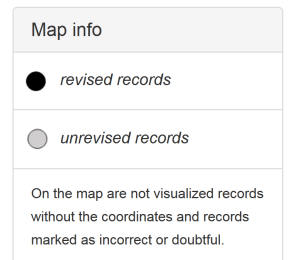 Map info
revised records
unrevised records
On the map are not visualized records
without the coordinates and records
marked as incorrect or doubtful.